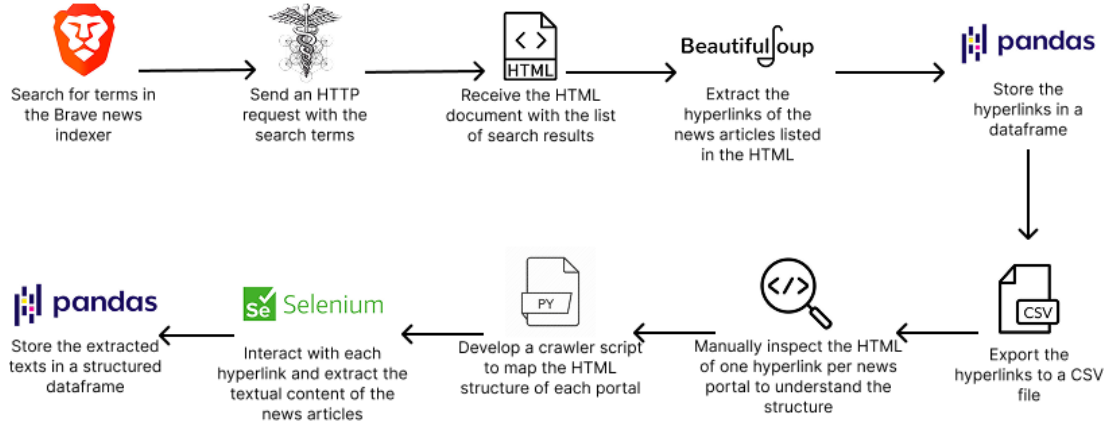 Search for terms in
the Brave news
indexer
Send an HTTP
request with the
search terms
HTML
Receive the HTML
document with the list
of search results
BeautifulSoup
Extract the
hyperlinks of the
news articles listed
in the HTML
pandas
Store the
hyperlinks in a
dataframe
pandas
Store the extracted
texts in a structured
dataframe
Se Selenium
Interact with each
hyperlink and extract the
textual content of the
news articles
PY
Develop a crawler script
to map the HTML
structure of each portal
</>
Manually inspect the HTML
of one hyperlink per news
portal to understand the
structure
CSV
Export the
hyperlinks to a CSV
file